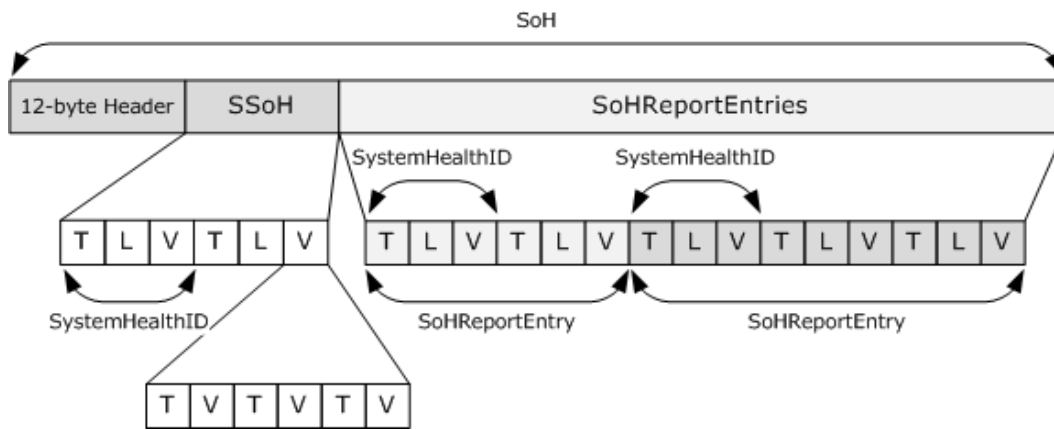 SoH
12-byte Header SSoH SoHReportEntries
SystemHealthID SystemHealthID
T L V T L V T L V T L V T L V T L V T L V
SystemHealthID SoHReportEntry SoHReportEntry
T V T V T V